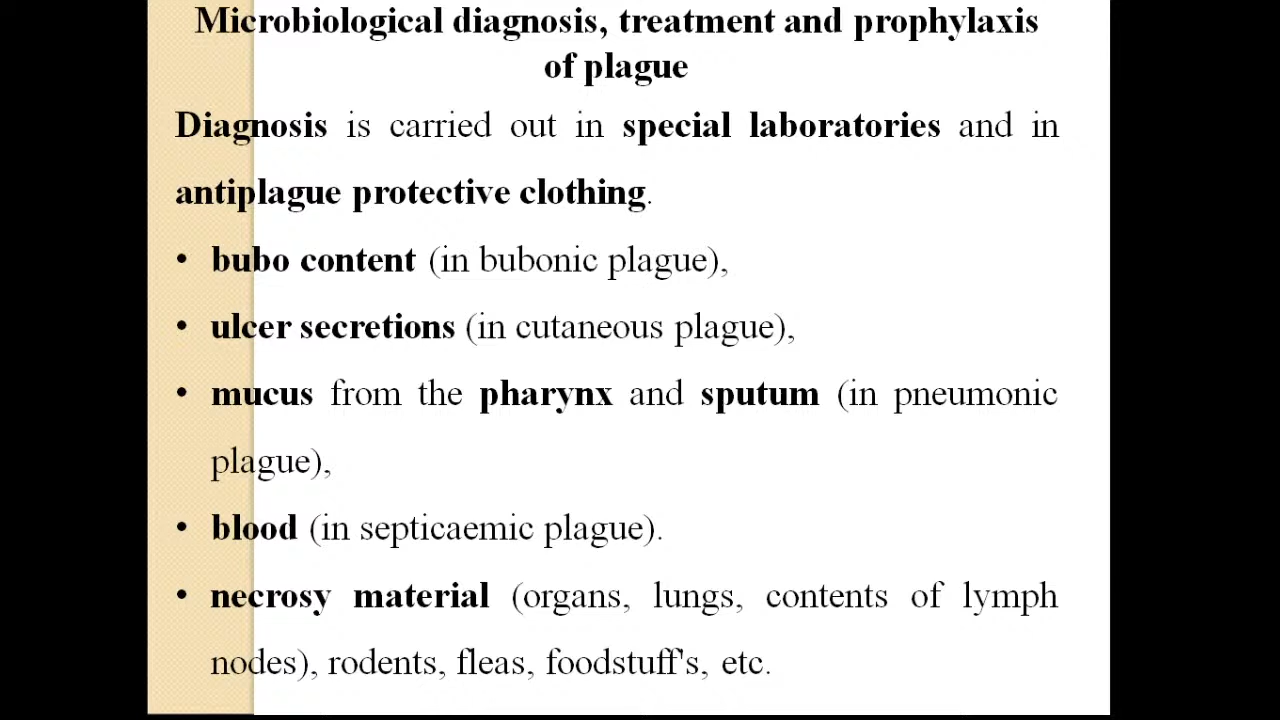 Microbiological diagnosis, treatment and prophylaxis
of plague
Diagnosis is carried out in special laboratories and in
antiplague protective clothing.
• bubo content (in bubonic plague),
• ulcer secretions (in cutaneous plague),
• mucus from the pharynx and sputum (in pneumonic
plague),
• blood (in septicaemic plague).
• necrosy material (organs, lungs, contents of lymph
nodes), rodents, fleas, foodstuff's, etc.